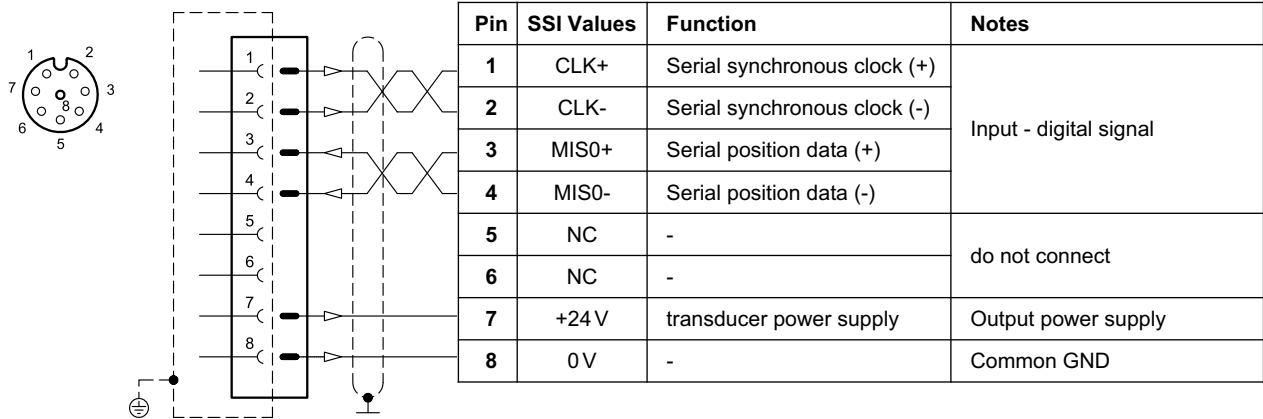 1 2
7 8 3
6 4
5
1
2
3
4
5
6
7
8
Pin SSI Values Function Notes
1 CLK+ Serial synchronous clock (+)
2 CLK- Serial synchronous clock (-)
Input - digital signal
3 MIS0+ Serial position data (+)
4 MIS0- Serial position data (-)
5 NC -
do not connect
6 NC -
7 +24 V transducer power supply Output power supply
8 0 V - Common GND